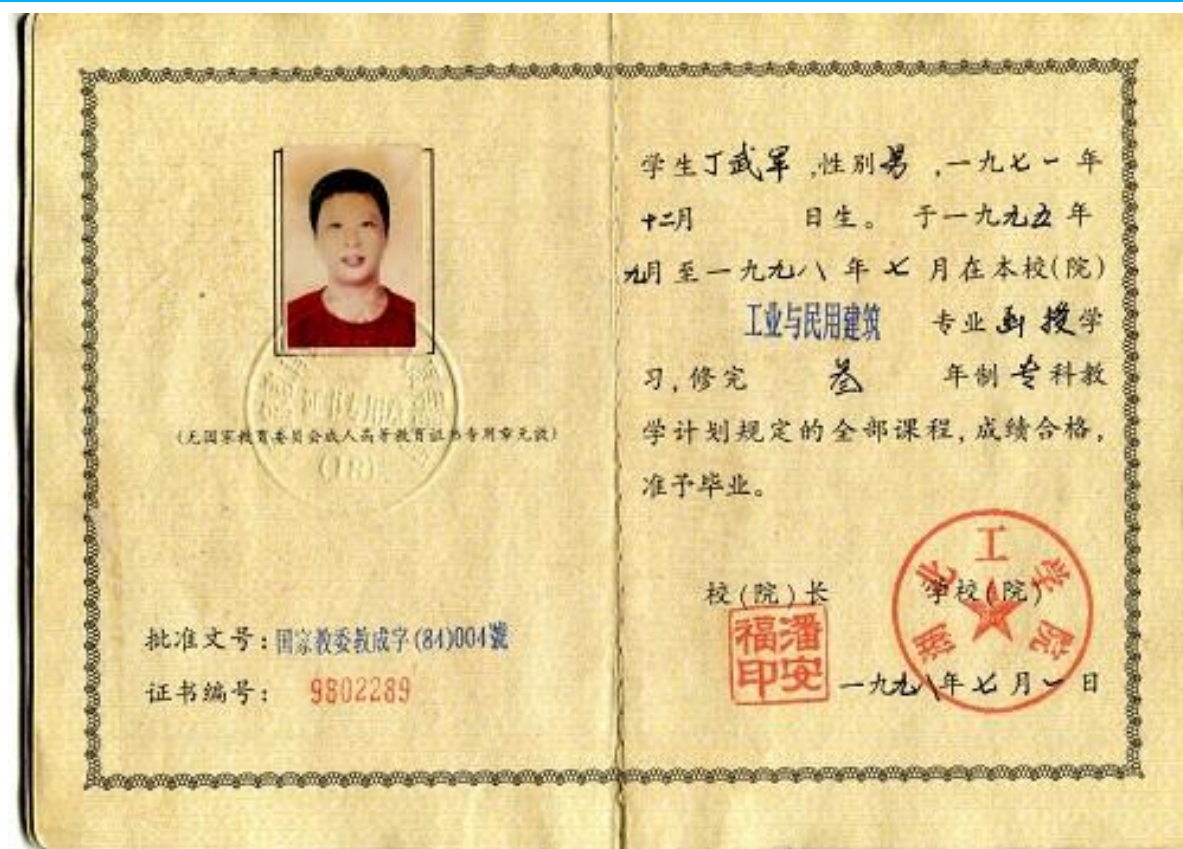 (无国家教育委员会成人高等教育证书专用章无效)
批准文号:国家教委教成字(84)004號
证书编号: 9802289
学生丁武军,性别男,一九七一年
十二月 日生。于一九九五年
九月至一九九八年七月在本校(院)
工业与民用建筑 专业函授学
习,修完 叁 年制专科教
学计划规定的全部课程,成绩合格,
准予毕业。
校(院)长 学校(院)
潘安福印
湖北工学院
一九九八年七月一日